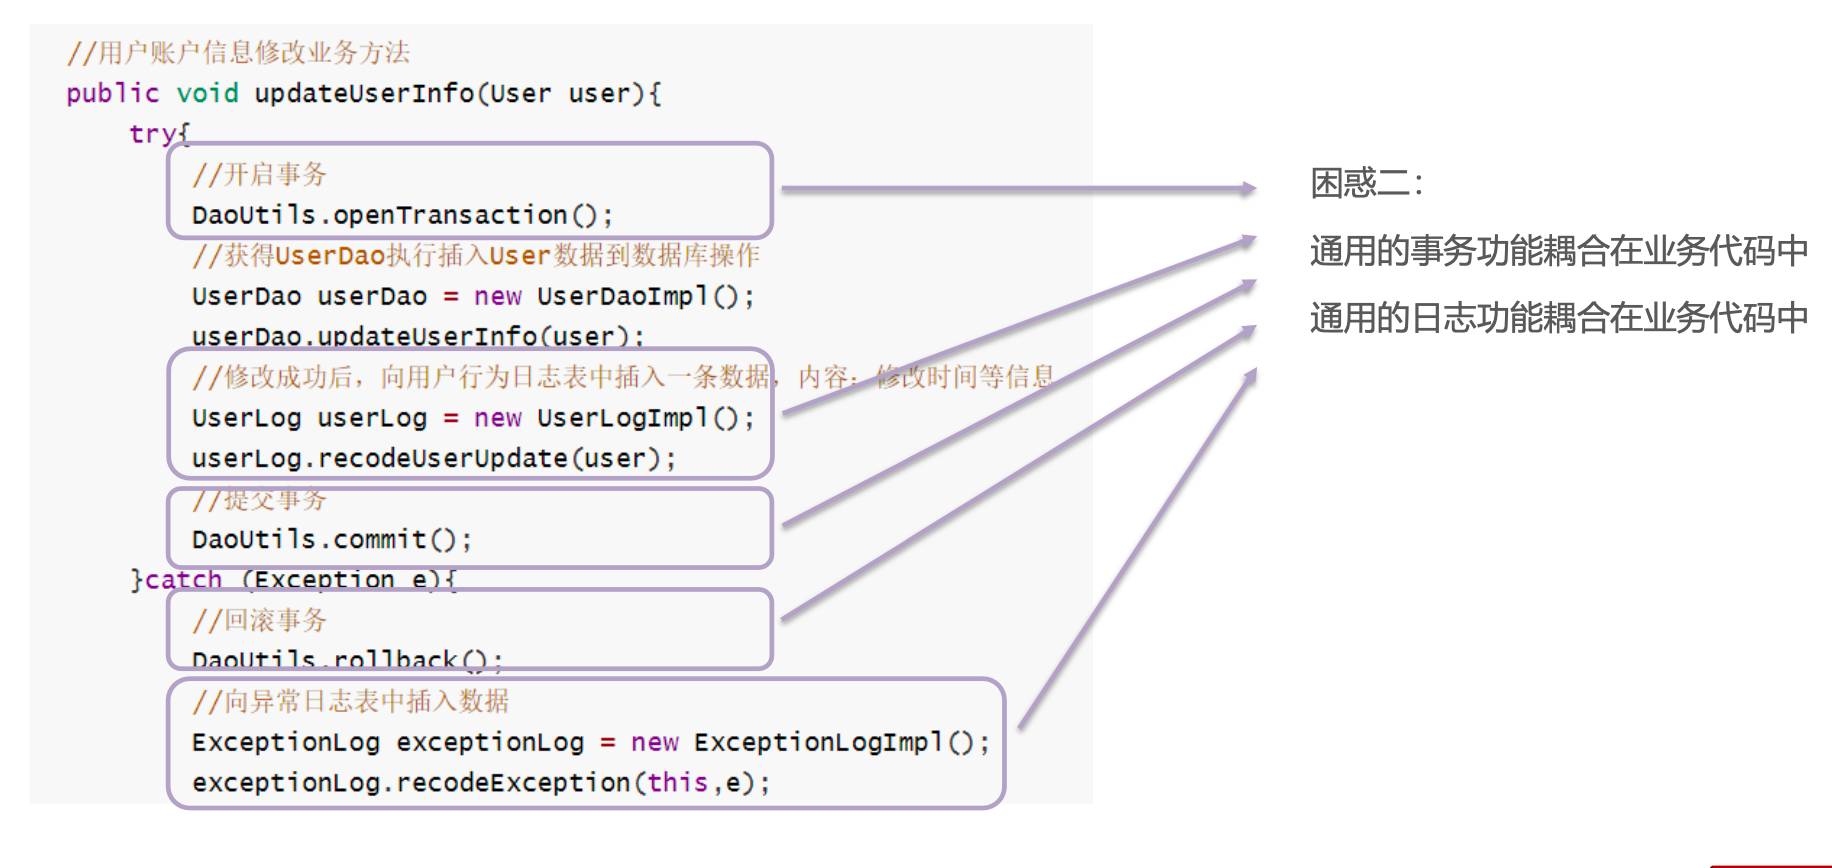 //用户账户信息修改业务方法
public void updateUserInfo(User user){
try{
//开启事务
DaoUtils.openTransaction();
//获得UserDao执行插入User数据到数据库操作
UserDao userDao = new UserDaoImpl();
userDao.updateUserInfo(user);
//修改成功后，向用户行为日志表中插入一条数据，内容：修改时间等信息
UserLog userLog = new UserLogImpl();
userLog.recodeUserUpdate(user);
//提交事务
DaoUtils.commit();
}catch (Exception e){
//回滚事务
DaoUtils.rollback();
//向异常日志表中插入数据
ExceptionLog exceptionLog = new ExceptionLogImpl();
exceptionLog.recodeException(this,e);
困惑二：
通用的事务功能耦合在业务代码中
通用的日志功能耦合在业务代码中